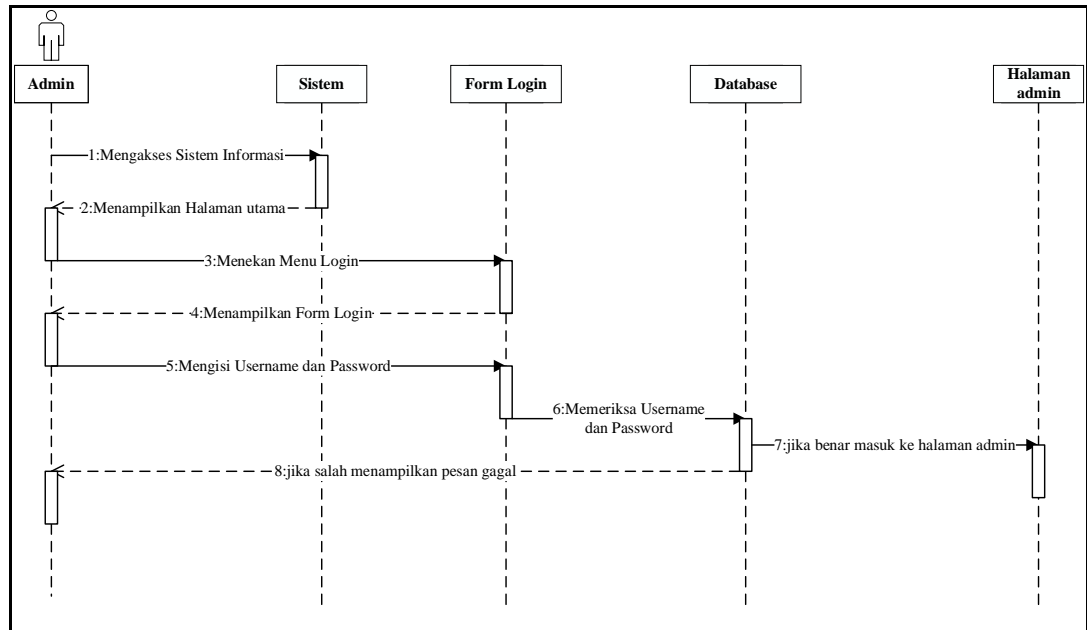 Admin
Sistem
Form Login
Database
Halaman
admin
1:Mengakses Sistem Informasi
2:Menampilkan Halaman utama
3:Menekan Menu Login
4:Menampilkan Form Login
5:Mengisi Username dan Password
6:Memeriksa Username
dan Password
7:jika benar masuk ke halaman admin
8:jika salah menampilkan pesan gagal